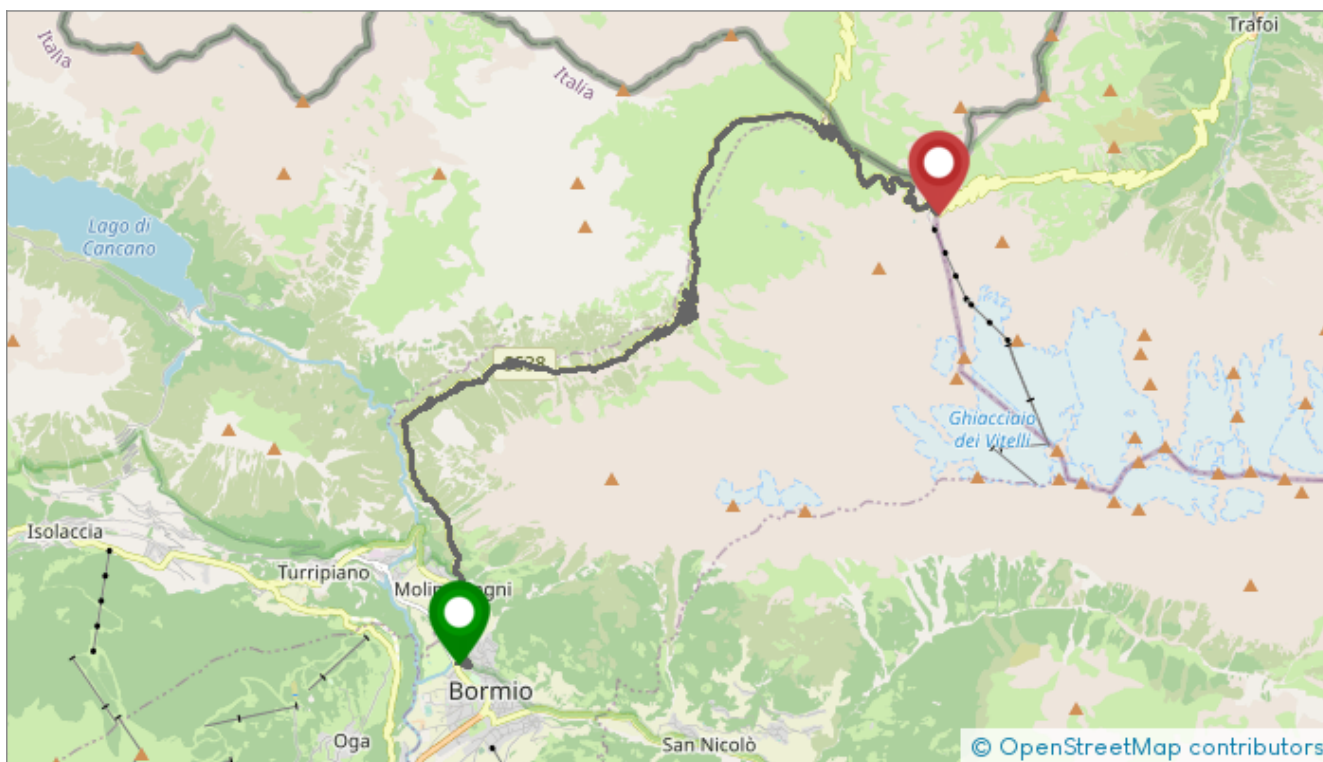 Trafoi
Italia
Italia
Lago di
Cancano
Ghiacciaio
dei Vitelli
Isolaccia
Turripiano
Bormio
Oga
San Nicolò
© OpenStreetMap contributors